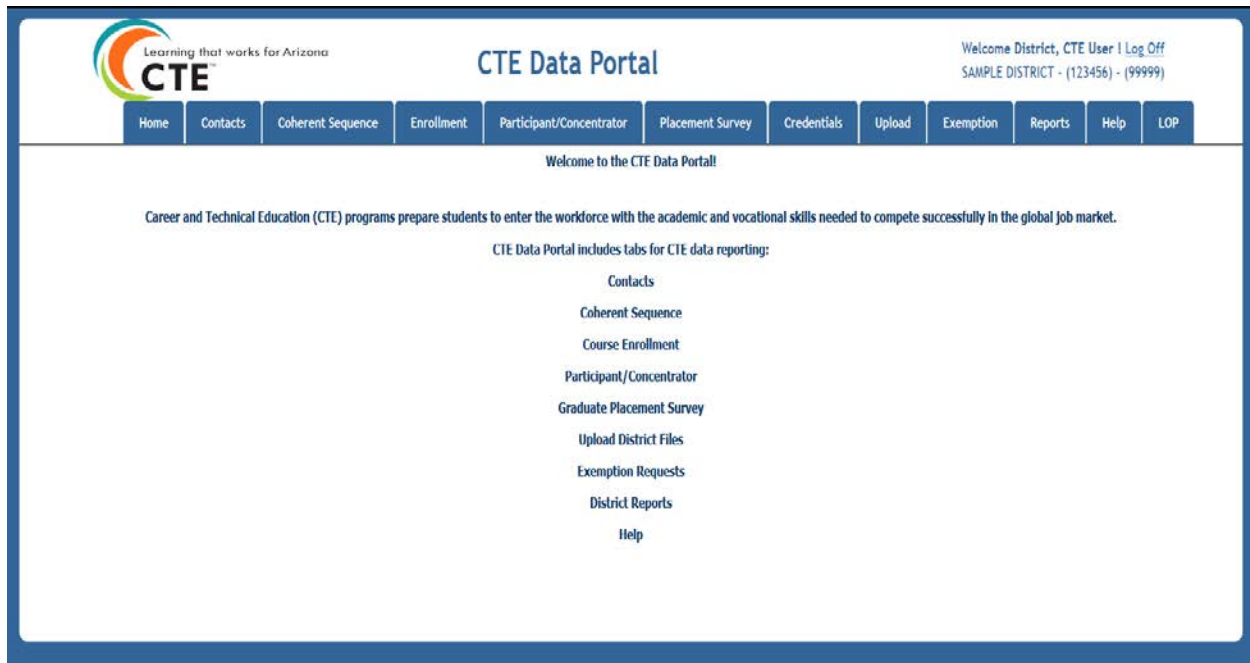 Learning that works for Arizona
CTE™
CTE Data Portal
Welcome District, CTE User ! Log Off
SAMPLE DISTRICT - (123456) - (99999)
Home Contacts Coherent Sequence Enrollment Participant/Concentrator Placement Survey Credentials Upload Exemption Reports Help LOP
Welcome to the CTE Data Portal!
Career and Technical Education (CTE) programs prepare students to enter the workforce with the academic and vocational skills needed to compete successfully in the global job market.
CTE Data Portal includes tabs for CTE data reporting:
Contacts
Coherent Sequence
Course Enrollment
Participant/Concentrator
Graduate Placement Survey
Upload District Files
Exemption Requests
District Reports
Help